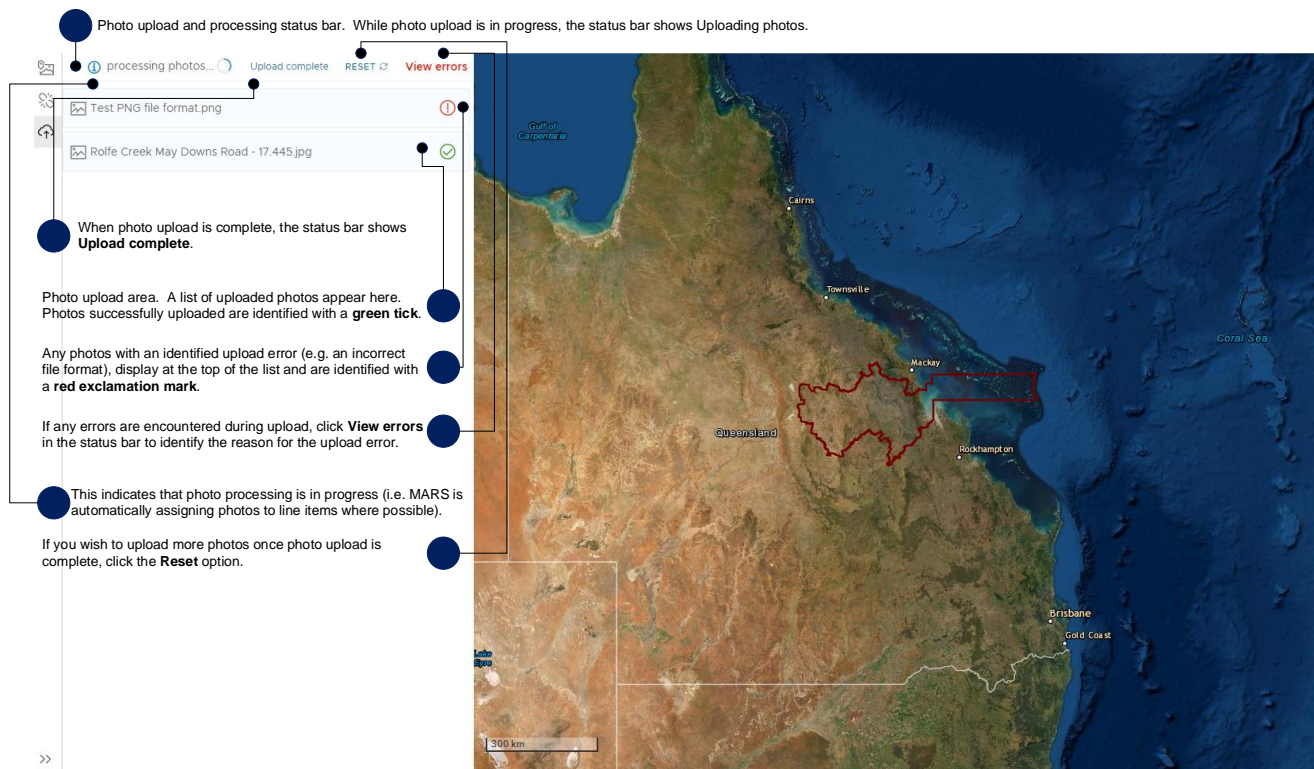 Photo upload and processing status bar.  While photo upload is in progress, the status bar shows Uploading photos.
processing photos... Upload complete RESET View errors
Test PNG file format.png
Rolfe Creek May Downs Road - 17.445.jpg
When photo upload is complete, the status bar shows
Upload complete.
Photo upload area.  A list of uploaded photos appear here.
Photos successfully uploaded are identified with a green tick.
Any photos with an identified upload error (e.g. an incorrect
file format), display at the top of the list and are identified with
a red exclamation mark.
If any errors are encountered during upload, click View errors
in the status bar to identify the reason for the upload error.
This indicates that photo processing is in progress (i.e. MARS is
automatically assigning photos to line items where possible).
If you wish to upload more photos once photo upload is
complete, click the Reset option.
Gulf of
Carpentaria
Cairns
Townsville
Coral Sea
Mackay
Queensland
Rockhampton
Brisbane
Gold Coast
Lake
Eyre
300 km